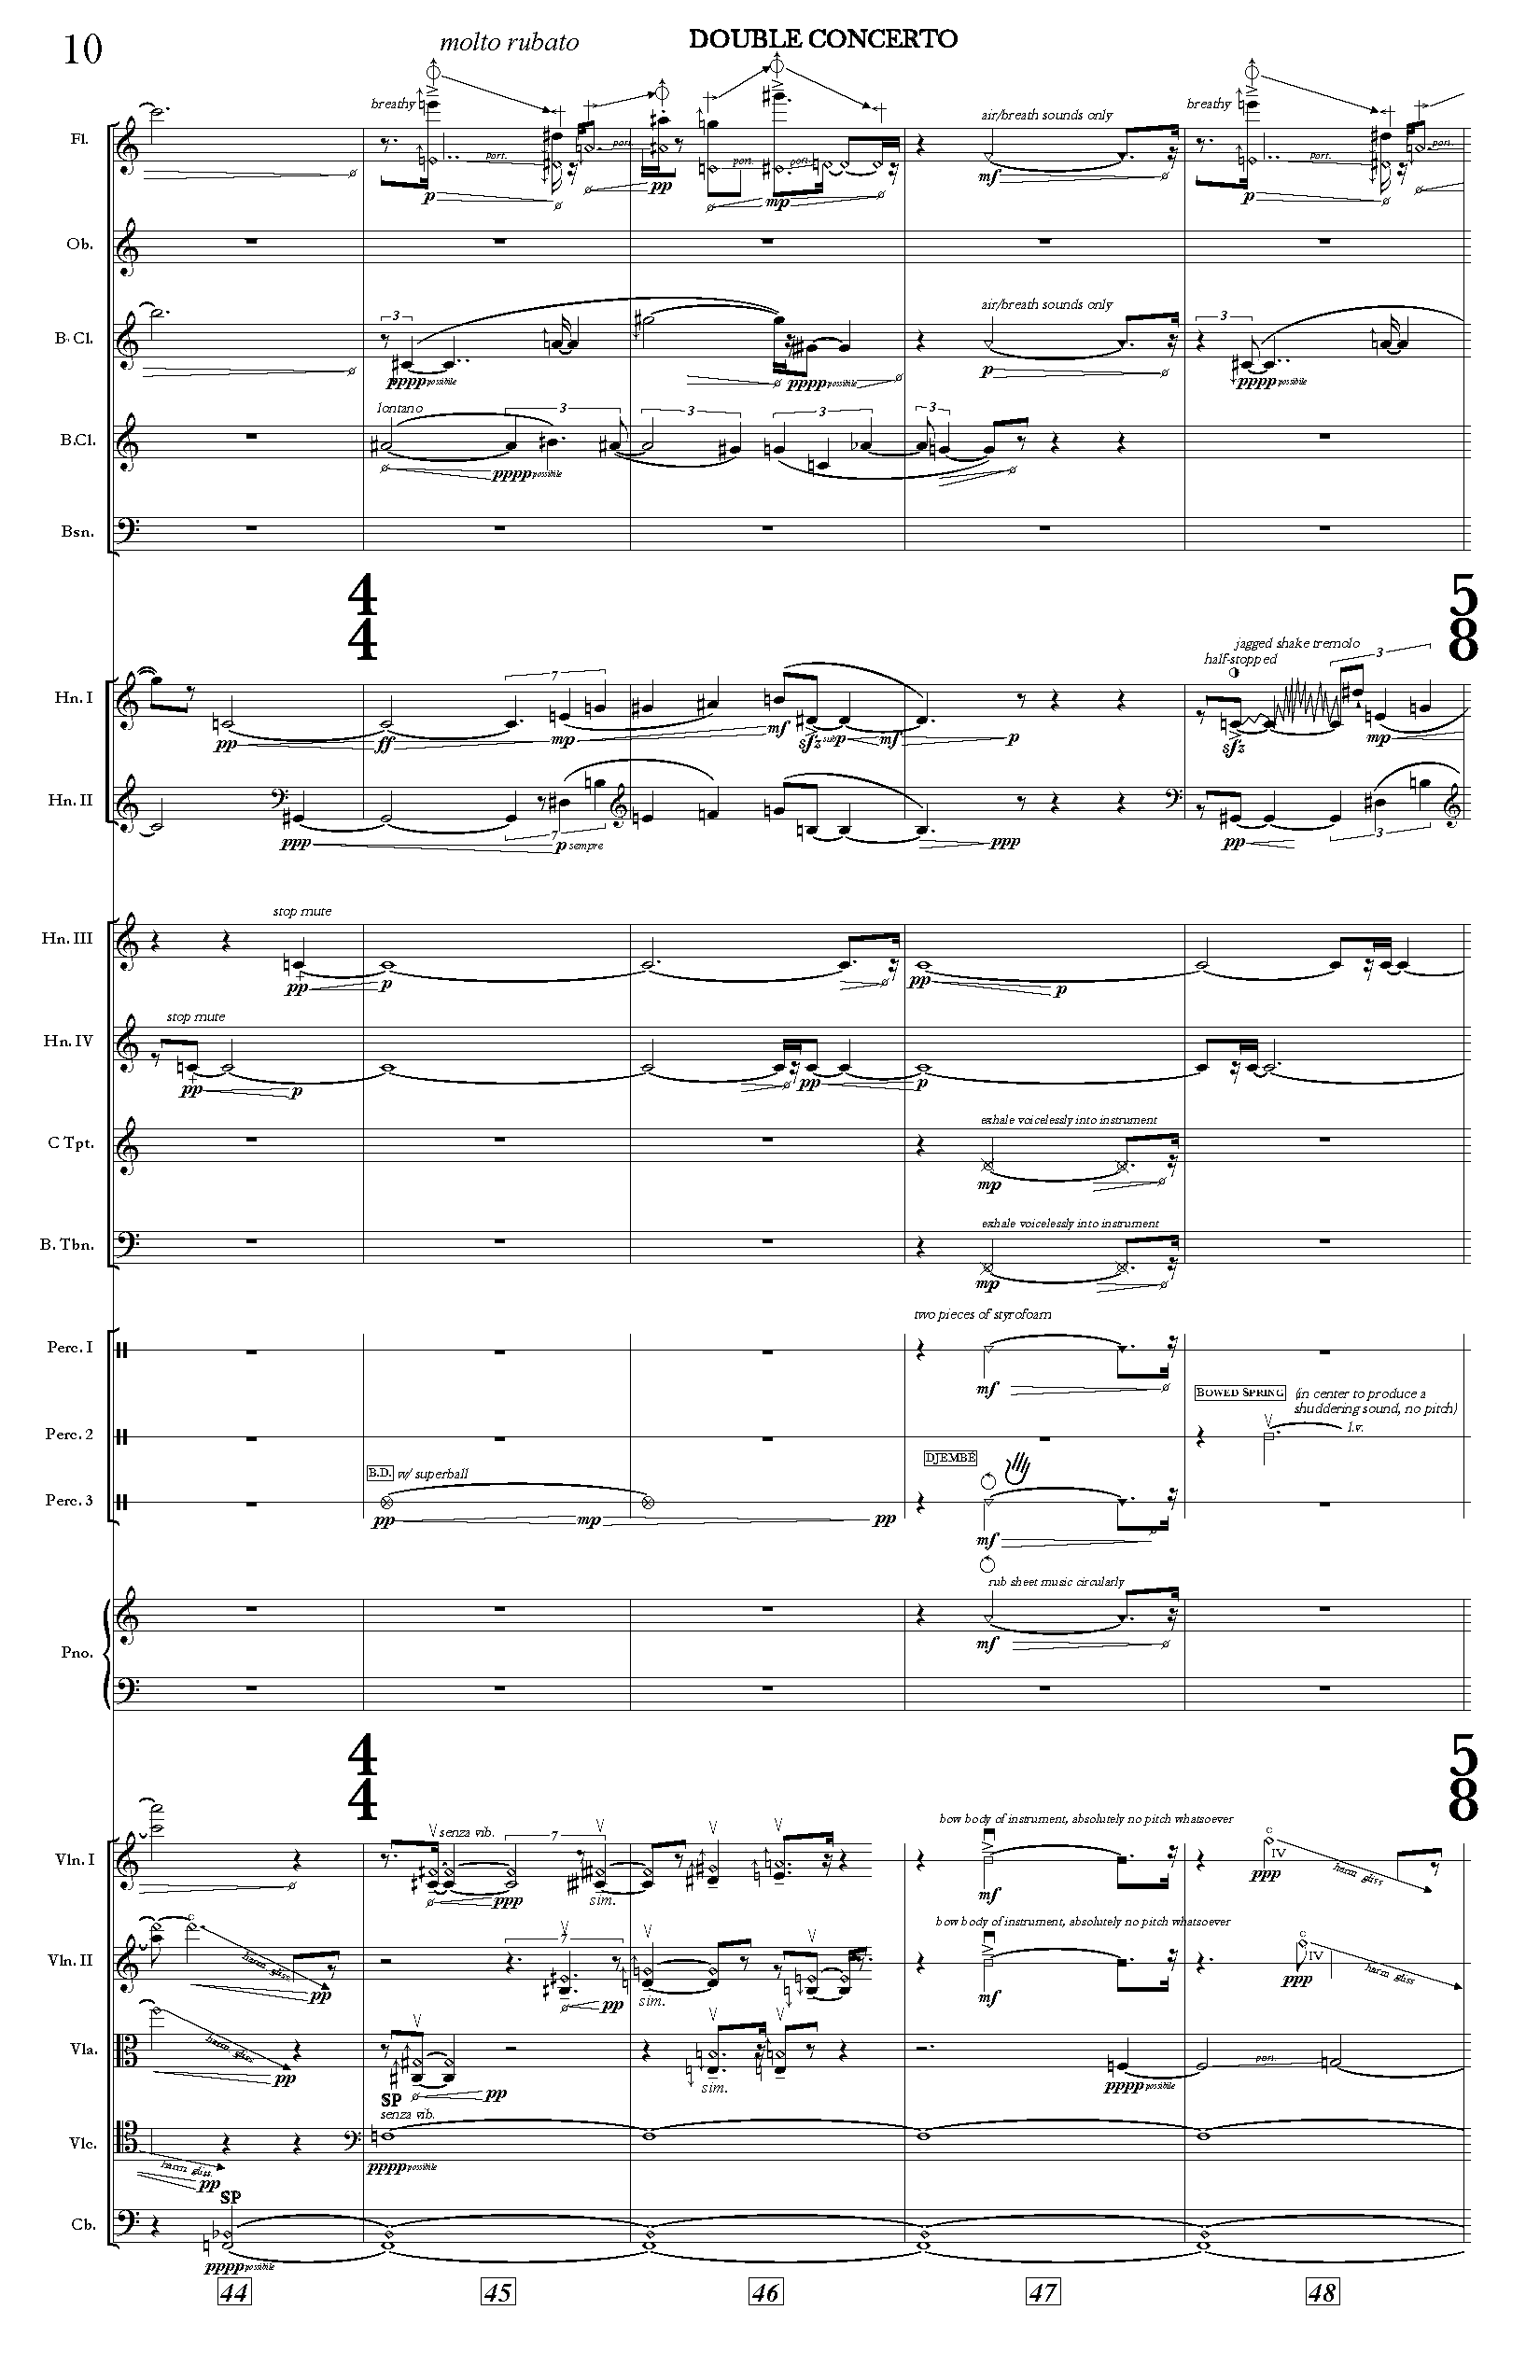 10 molto rubato DOUBLE CONCERTO
breathy air/breath sounds only breathy
Fl. port. port. port. port. port. port.
p pp mp mf p
Ob.
3 air/breath sounds only 3
B♭ Cl.
pppp possibile pppp possibile p pppp possibile
lontano 3 3 3 3
B.Cl.
pppp possibile
Bsn.
4 5
4 8
jagged shake tremolo
half-stopped 3
7
Hn. I
pp ff mp mf sfz sub p mf p sfz mp
Hn. II
7 3
ppp p sempre ppp pp
stop mute
Hn. III
pp p pp p
stop mute
Hn. IV
pp p pp p
exhale voicelessly into instrument
C Tpt.
mp
exhale voicelessly into instrument
B. Tbn.
mp
two pieces of styrofoam
Perc. I
mf
BOWED SPRING (in center to produce a
shuddering sound, no pitch)
Perc. 2 l.v.
DJEMBÉ
B.D. w/ superball
Perc. 3
pp mp pp mf
rub sheet music circularly
mf
Pno.
4 5
4 8
bow body of instrument, absolutely no pitch whatsoever
senza vib. 7
Vln. I IV
harm gliss
ppp sim. mf ppp
bow body of instrument, absolutely no pitch whatsoever
Vln. II harm gliss. IV harm gliss
pp pp sim. mf ppp
Vla. harm. gliss port.
pp pp sim. pppp possibile
SP
senza vib.
Vlc.
harm gliss.
pp pppp possibile
SP
Cb.
pppp possibile
44 45 46 47 48